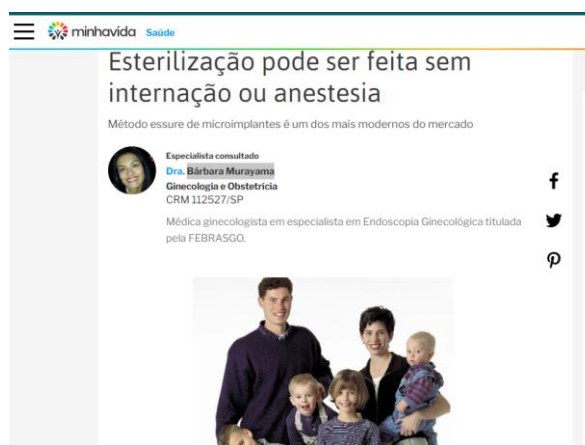 minhavida Saúde
Esterilização pode ser feita sem
internação ou anestesia
Método essure de microimplantes é um dos mais modernos do mercado
Especialista consultado
Dra. Bárbara Murayama
Ginecologia e Obstetrícia
CRM 112527/SP
Médica ginecologista em especialista em Endoscopia Ginecológica titulada
pela FEBRASGO.